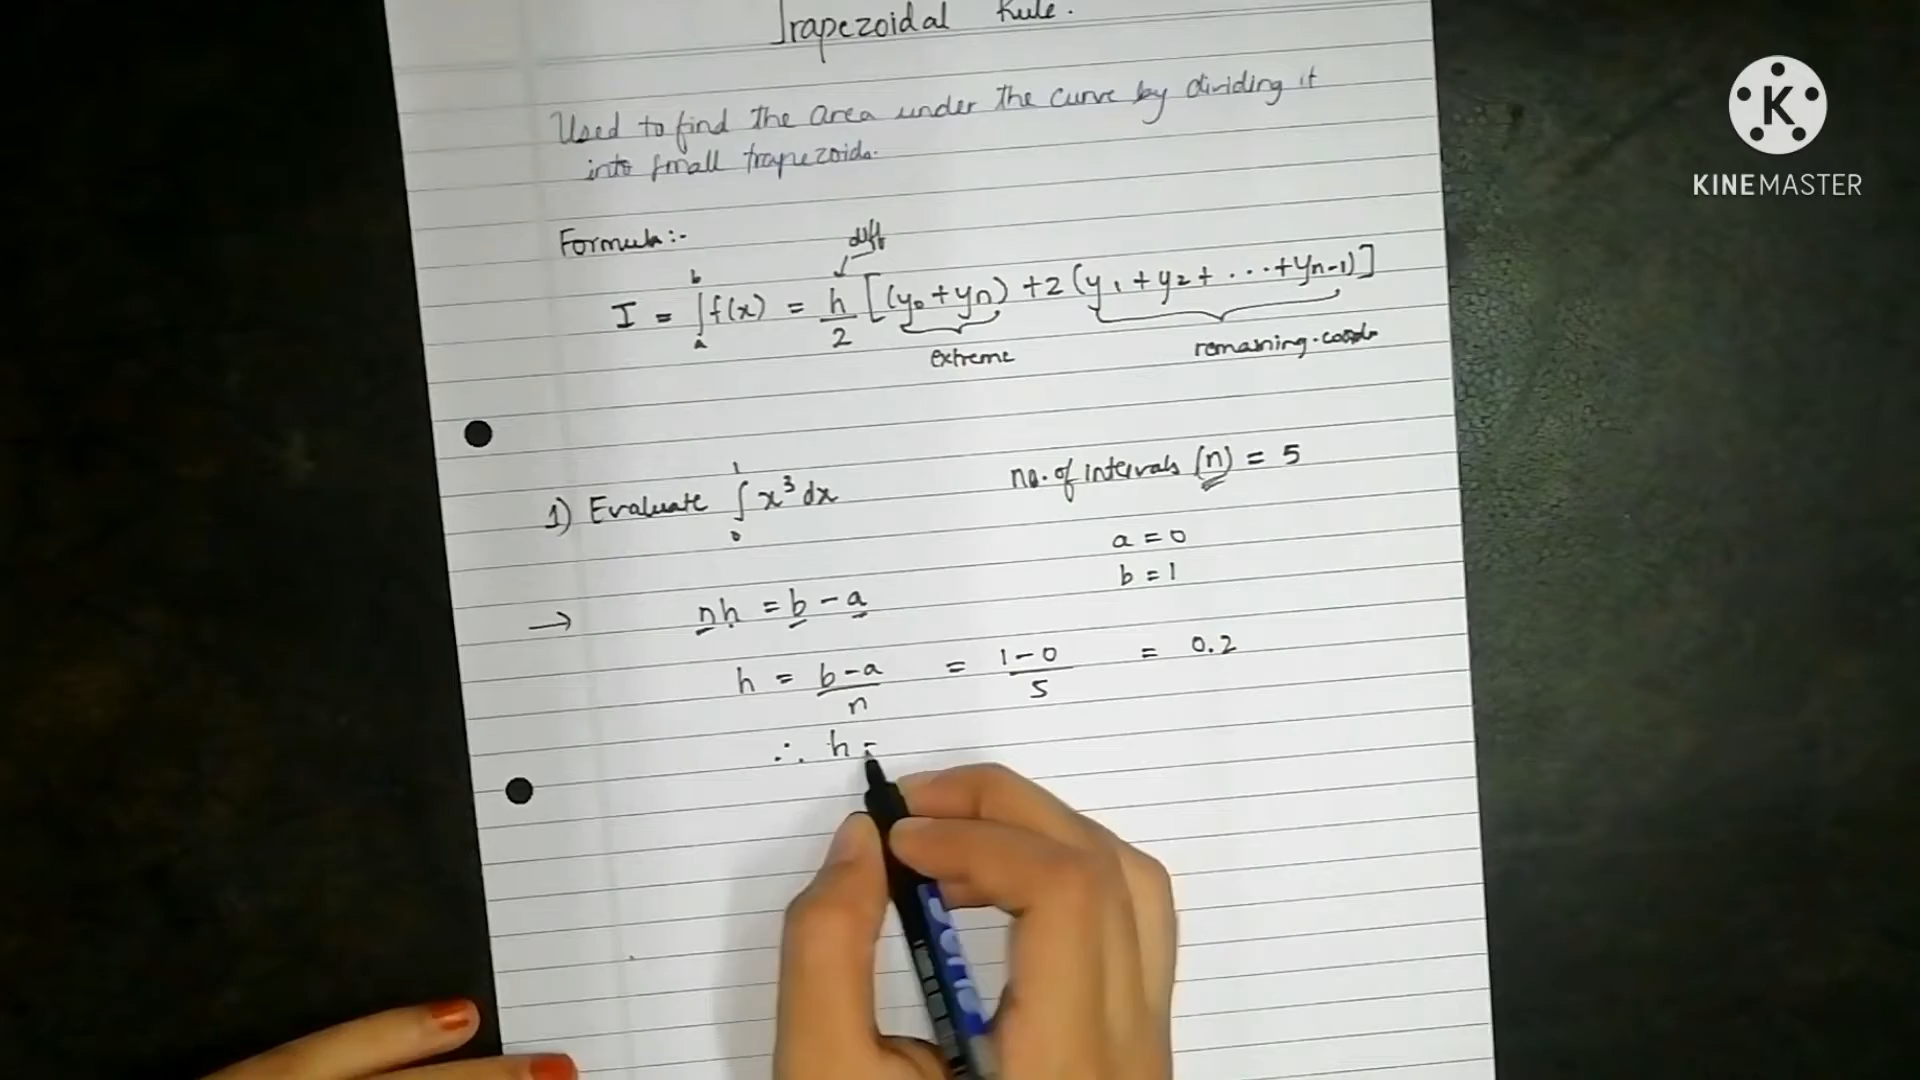 Trapezoidal Rule.
Used to find the area under the curve by dividing it
into small trapezoids.
Formula:-
diff
I = ∫ₐᵇ f(x) = h/2 [(y₀+yₙ) +2 (y₁+y₂+...+yₙ₋₁)]
extreme
remaining.
1) Evaluate ∫₀¹ x³ dx
no. of intervals (n) = 5
a = 0
b = 1
→ nh = b - a
h = b-a/n = 1-0/5 = 0.2
∴ h =
K
KINEMASTER